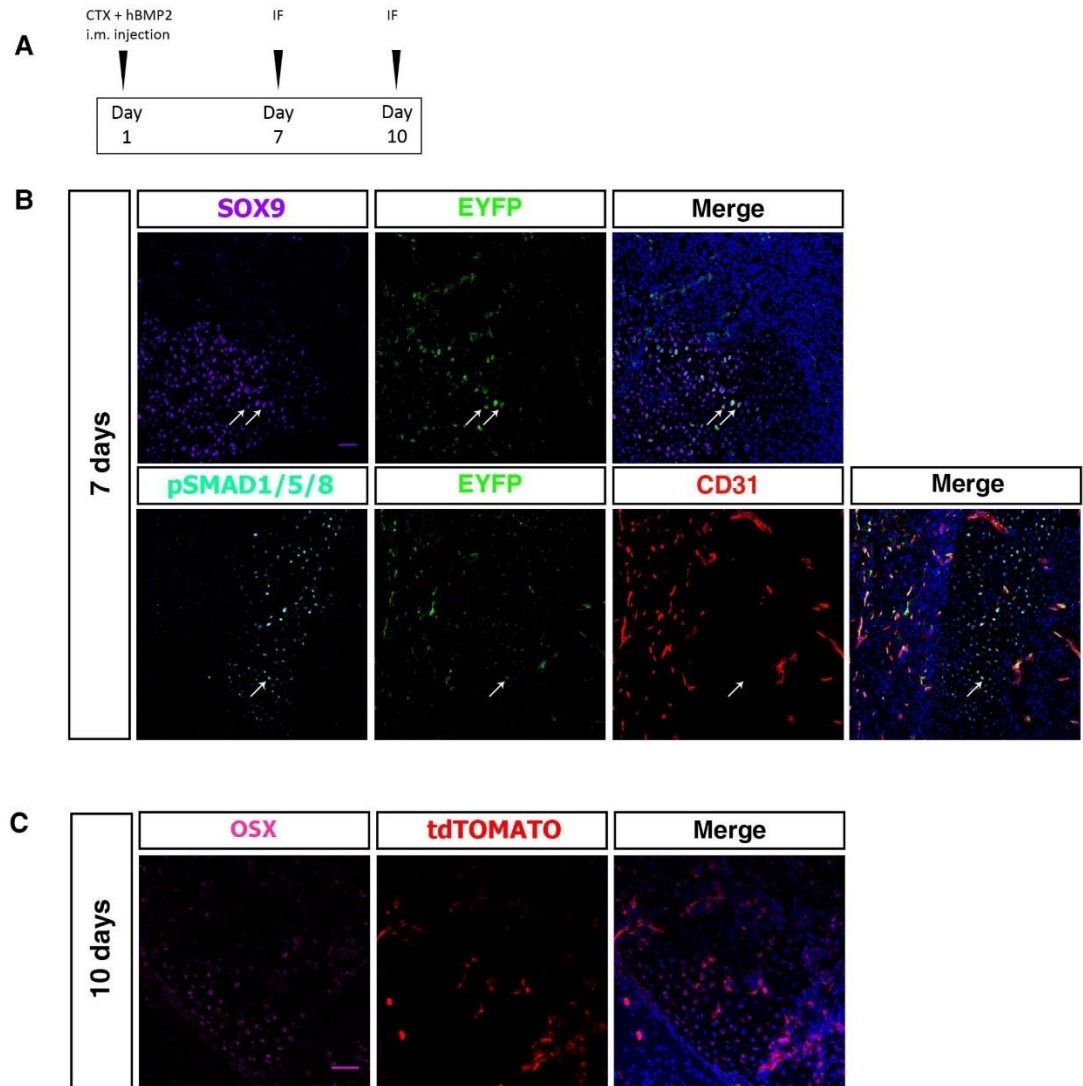 A
CTX + hBMP2
i.m. injection
IF
IF
Day
1
Day
7
Day
10
B
7 days
SOX9
EYFP
Merge
pSMAD1/5/8
EYFP
CD31
Merge
C
10 days
OSX
tdTOMATO
Merge